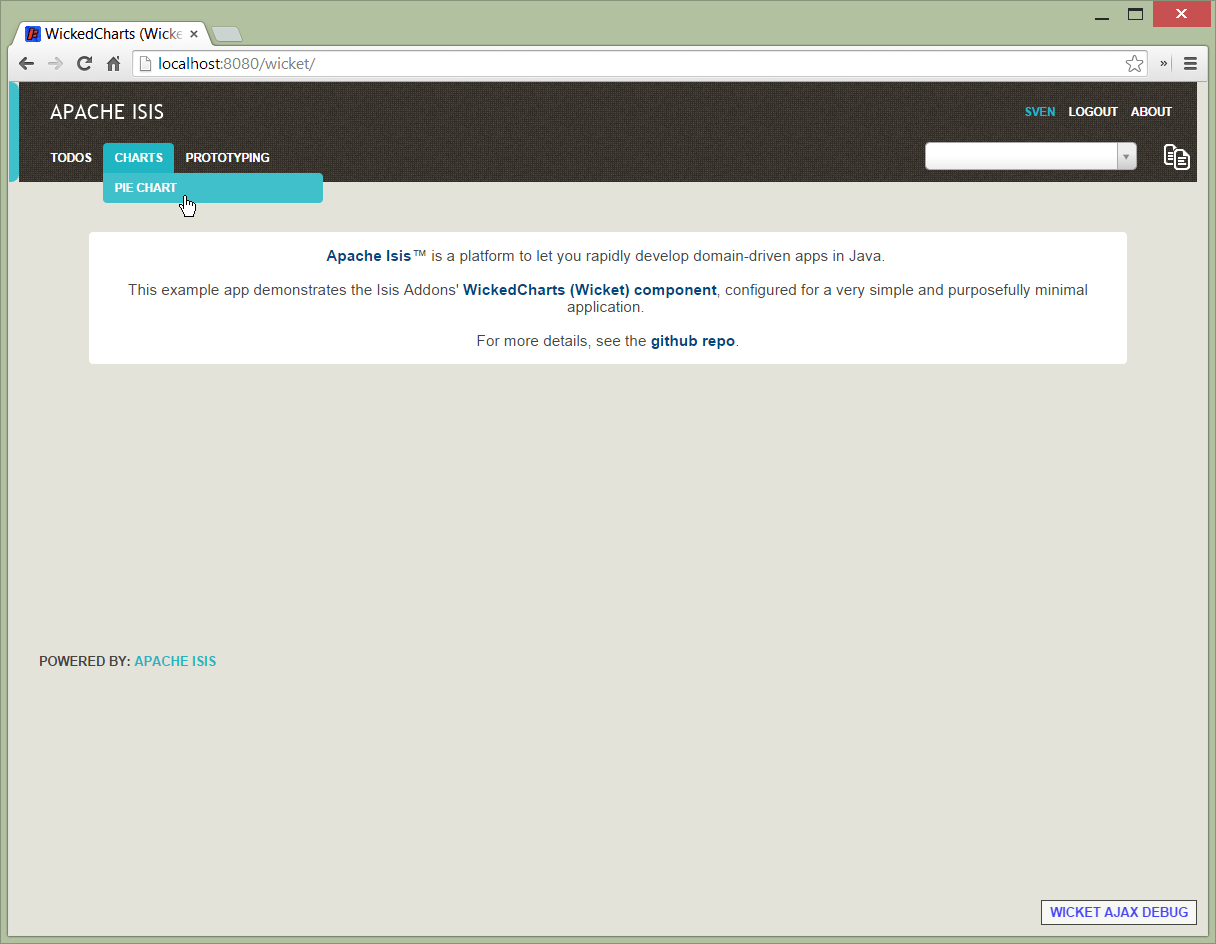 WickedCharts (Wicke
localhost:8080/wicket/
»
APACHE ISIS
SVEN LOGOUT ABOUT
TODOS CHARTS PROTOTYPING
PIE CHART
Apache Isis™ is a platform to let you rapidly develop domain-driven apps in Java.
This example app demonstrates the Isis Addons' WickedCharts (Wicket) component, configured for a very simple and purposefully minimal
application.
For more details, see the github repo.
POWERED BY: APACHE ISIS
WICKET AJAX DEBUG